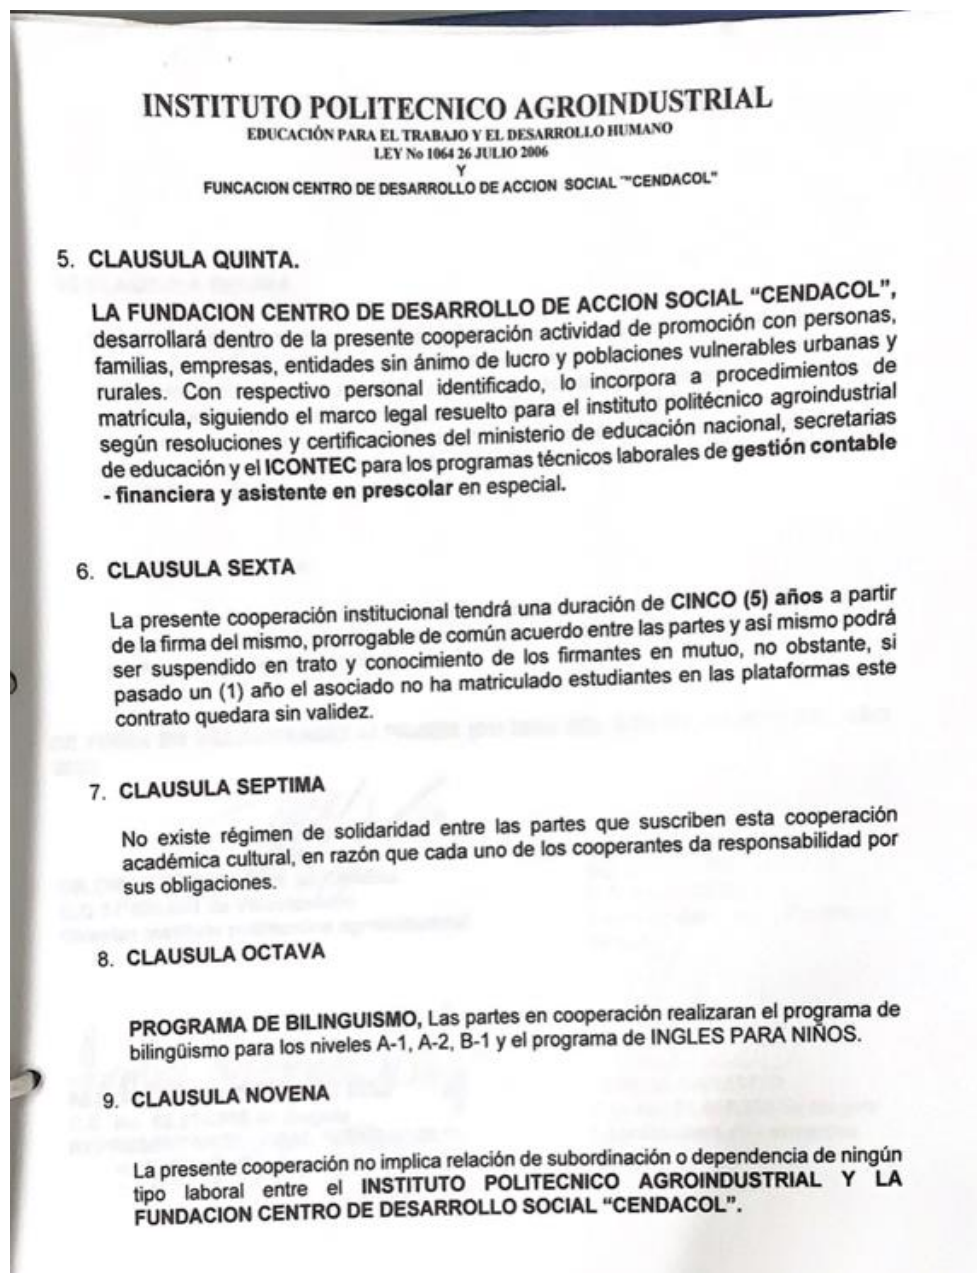 INSTITUTO POLITECNICO AGROINDUSTRIAL
EDUCACIÓN PARA EL TRABAJO Y EL DESARROLLO HUMANO
LEY No 1064 26 JULIO 2006
Y
FUNCACION CENTRO DE DESARROLLO DE ACCION SOCIAL ""CENDACOL"
5. CLAUSULA QUINTA.
LA FUNDACION CENTRO DE DESARROLLO DE ACCION SOCIAL "CENDACOL",
desarrollará dentro de la presente cooperación actividad de promoción con personas,
familias, empresas, entidades sin ánimo de lucro y poblaciones vulnerables urbanas y
rurales. Con respectivo personal identificado, lo incorpora a procedimientos de
matrícula, siguiendo el marco legal resuelto para el instituto politécnico agroindustrial
según resoluciones y certificaciones del ministerio de educación nacional, secretarias
de educación y el ICONTEC para los programas técnicos laborales de gestión contable
- financiera y asistente en prescolar en especial.
6. CLAUSULA SEXTA
La presente cooperación institucional tendrá una duración de CINCO (5) años a partir
de la firma del mismo, prorrogable de común acuerdo entre las partes y así mismo podrá
ser suspendido en trato y conocimiento de los firmantes en mutuo, no obstante, si
pasado un (1) año el asociado no ha matriculado estudiantes en las plataformas este
contrato quedara sin validez.
7. CLAUSULA SEPTIMA
No existe régimen de solidaridad entre las partes que suscriben esta cooperación
académica cultural, en razón que cada uno de los cooperantes da responsabilidad por
sus obligaciones.
8. CLAUSULA OCTAVA
PROGRAMA DE BILINGUISMO, Las partes en cooperación realizaran el programa de
bilingüismo para los niveles A-1, A-2, B-1 y el programa de INGLES PARA NIÑOS.
9. CLAUSULA NOVENA
La presente cooperación no implica relación de subordinación o dependencia de ningún
tipo laboral entre el INSTITUTO POLITECNICO AGROINDUSTRIAL Y LA
FUNDACION CENTRO DE DESARROLLO SOCIAL "CENDACOL".